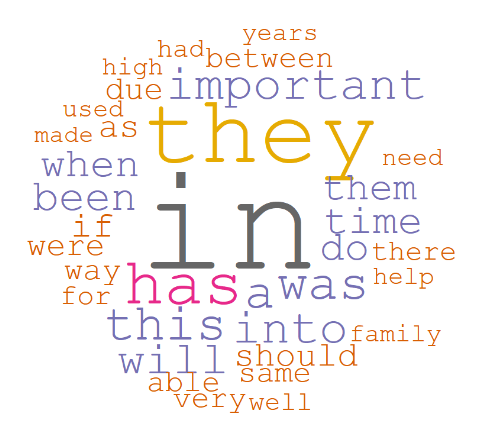 years
had between
high
due important
used
made as they
need
when
been them
in
if time
were do there
way has a was help
for
this into family
will should
able same
very well